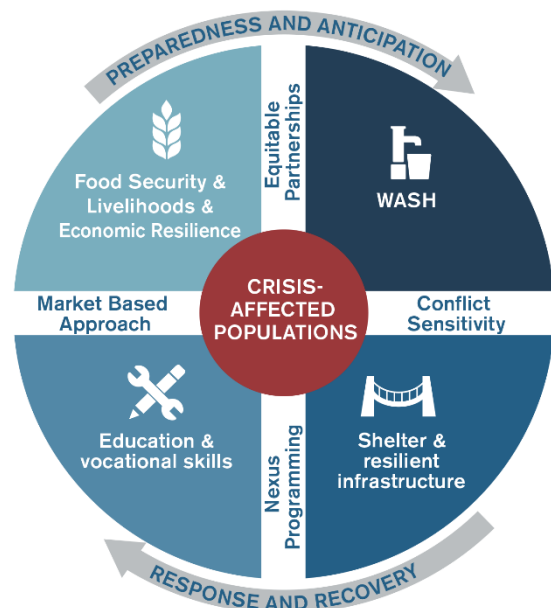 PREPAREDNESS AND ANTICIPATION
Food Security &
Livelihoods &
Economic Resilience
Equitable
Partnerships
WASH
CRISIS-
AFFECTED
POPULATIONS
Market Based
Approach
Conflict
Sensitivity
Education &
vocational skills
Nexus
Programming
Shelter &
resilient
infrastructure
RESPONSE AND RECOVERY